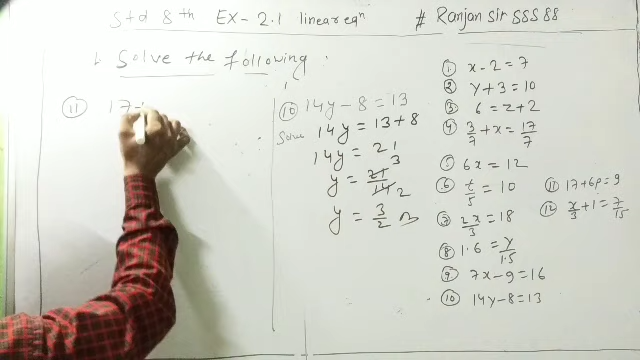 Std 8th EX-2.1 linear eqⁿ # Ranjan Sir SSS 88
1. Solve the following.
⑪ 17+
⑩ 14y - 8 = 13
Solve 14y = 13+8
14y = 21
y = 21/14 3 2
y = 3/2
① x - 2 = 7
② y + 3 = 10
③ 6 = z + 2
④ 3/7 + x = 17/7
⑤ 6x = 12
⑥ t/5 = 10
⑦ 2x/3 = 18
⑧ 1.6 = y/1.5
⑨ 7x - 9 = 16
⑩ 14y - 8 = 13
⑪ 17 + 6p = 9
⑫ x/3 + 1 = 7/15